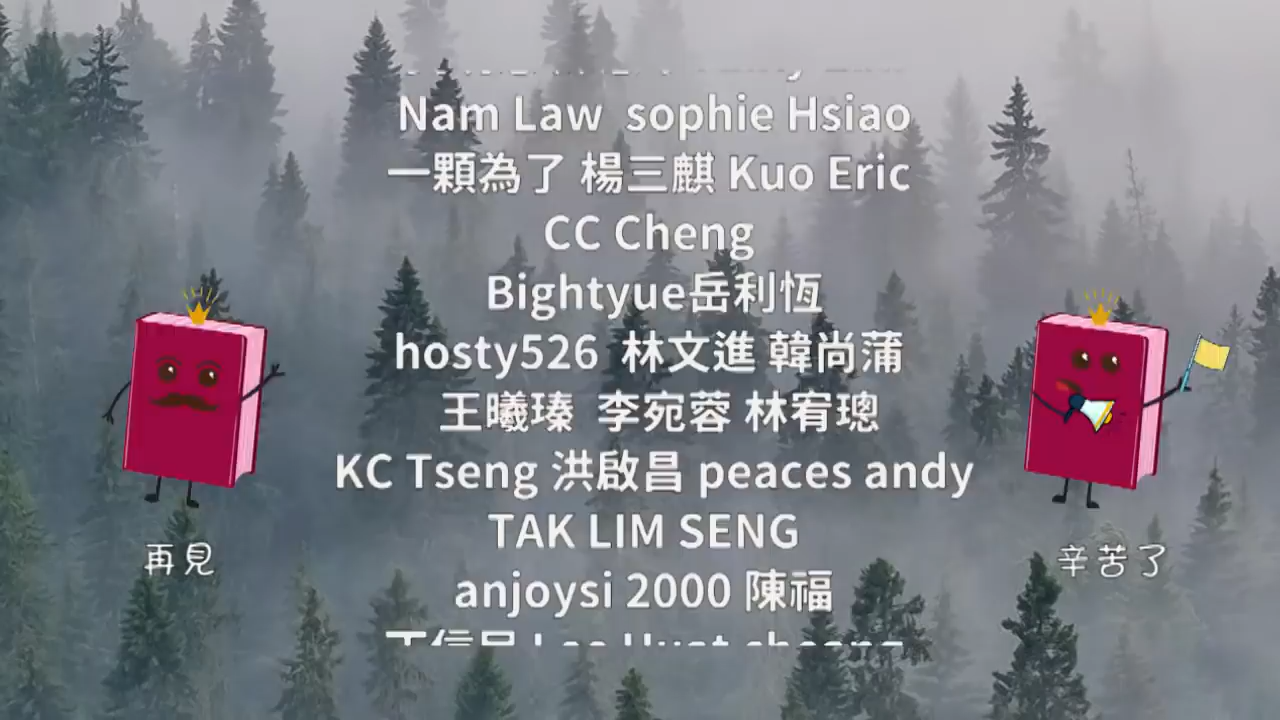 Nam Law  sophie Hsiao
一顆為了 楊三麒 Kuo Eric
CC Cheng
Bightyue岳利恆
hosty526  林文進 韓尚蒲
王曦瑧  李宛蓉 林宥璁
KC Tseng 洪啟昌 peaces andy
TAK LIM SENG
anjoysi 2000 陳福
再見
辛苦了